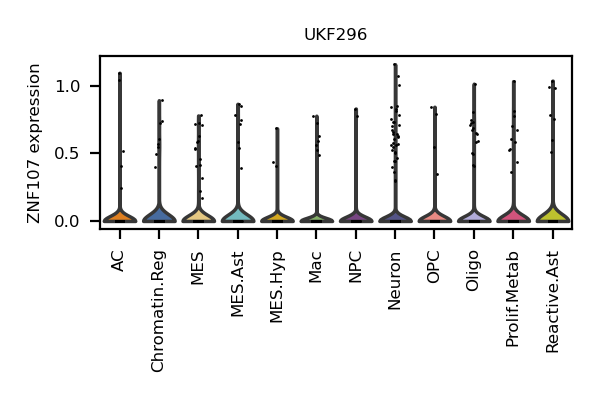 UKF296
ZNF107 expression
1.0
0.5
0.0
AC
Chromatin.Reg
MES
MES.Ast
MES.Hyp
Mac
NPC
Neuron
OPC
Oligo
Prolif.Metab
Reactive.Ast